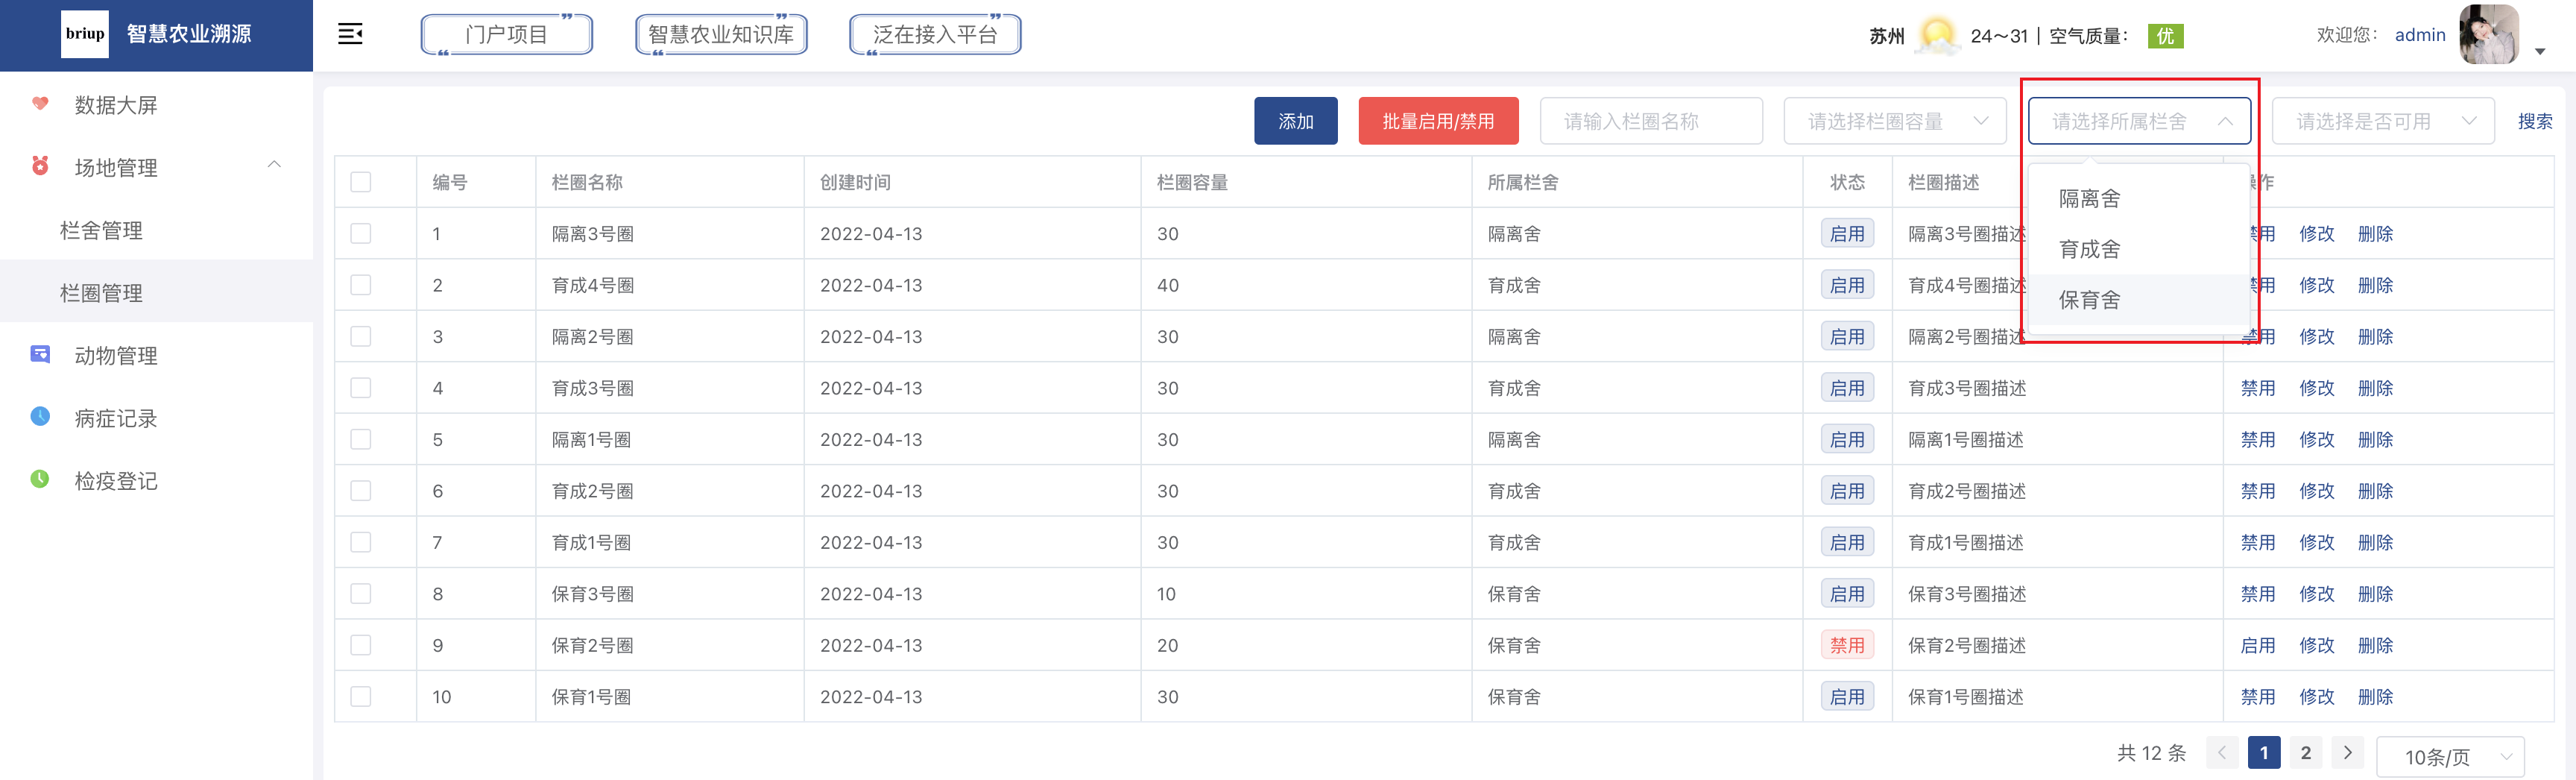 briup 智慧农业溯源
门户项目 智慧农业知识库 泛在接入平台
苏州 24～31 | 空气质量： 优
欢迎您： admin
数据大屏
场地管理
栏舍管理
栏圈管理
动物管理
病症记录
检疫登记
添加 批量启用/禁用 请输入栏圈名称 请选择栏圈容量 请选择所属栏舍 请选择是否可用 搜索
隔离舍
育成舍
保育舍
编号 栏圈名称 创建时间 栏圈容量 所属栏舍 状态 栏圈描述 操作
1 隔离3号圈 2022-04-13 30 隔离舍 启用 隔离3号圈描述 禁用 修改 删除
2 育成4号圈 2022-04-13 40 育成舍 启用 育成4号圈描述 禁用 修改 删除
3 隔离2号圈 2022-04-13 30 隔离舍 启用 隔离2号圈描述 禁用 修改 删除
4 育成3号圈 2022-04-13 30 育成舍 启用 育成3号圈描述 禁用 修改 删除
5 隔离1号圈 2022-04-13 30 隔离舍 启用 隔离1号圈描述 禁用 修改 删除
6 育成2号圈 2022-04-13 30 育成舍 启用 育成2号圈描述 禁用 修改 删除
7 育成1号圈 2022-04-13 30 育成舍 启用 育成1号圈描述 禁用 修改 删除
8 保育3号圈 2022-04-13 10 保育舍 启用 保育3号圈描述 禁用 修改 删除
9 保育2号圈 2022-04-13 20 保育舍 禁用 保育2号圈描述 启用 修改 删除
10 保育1号圈 2022-04-13 30 保育舍 启用 保育1号圈描述 禁用 修改 删除
共 12 条 1 2 10条/页